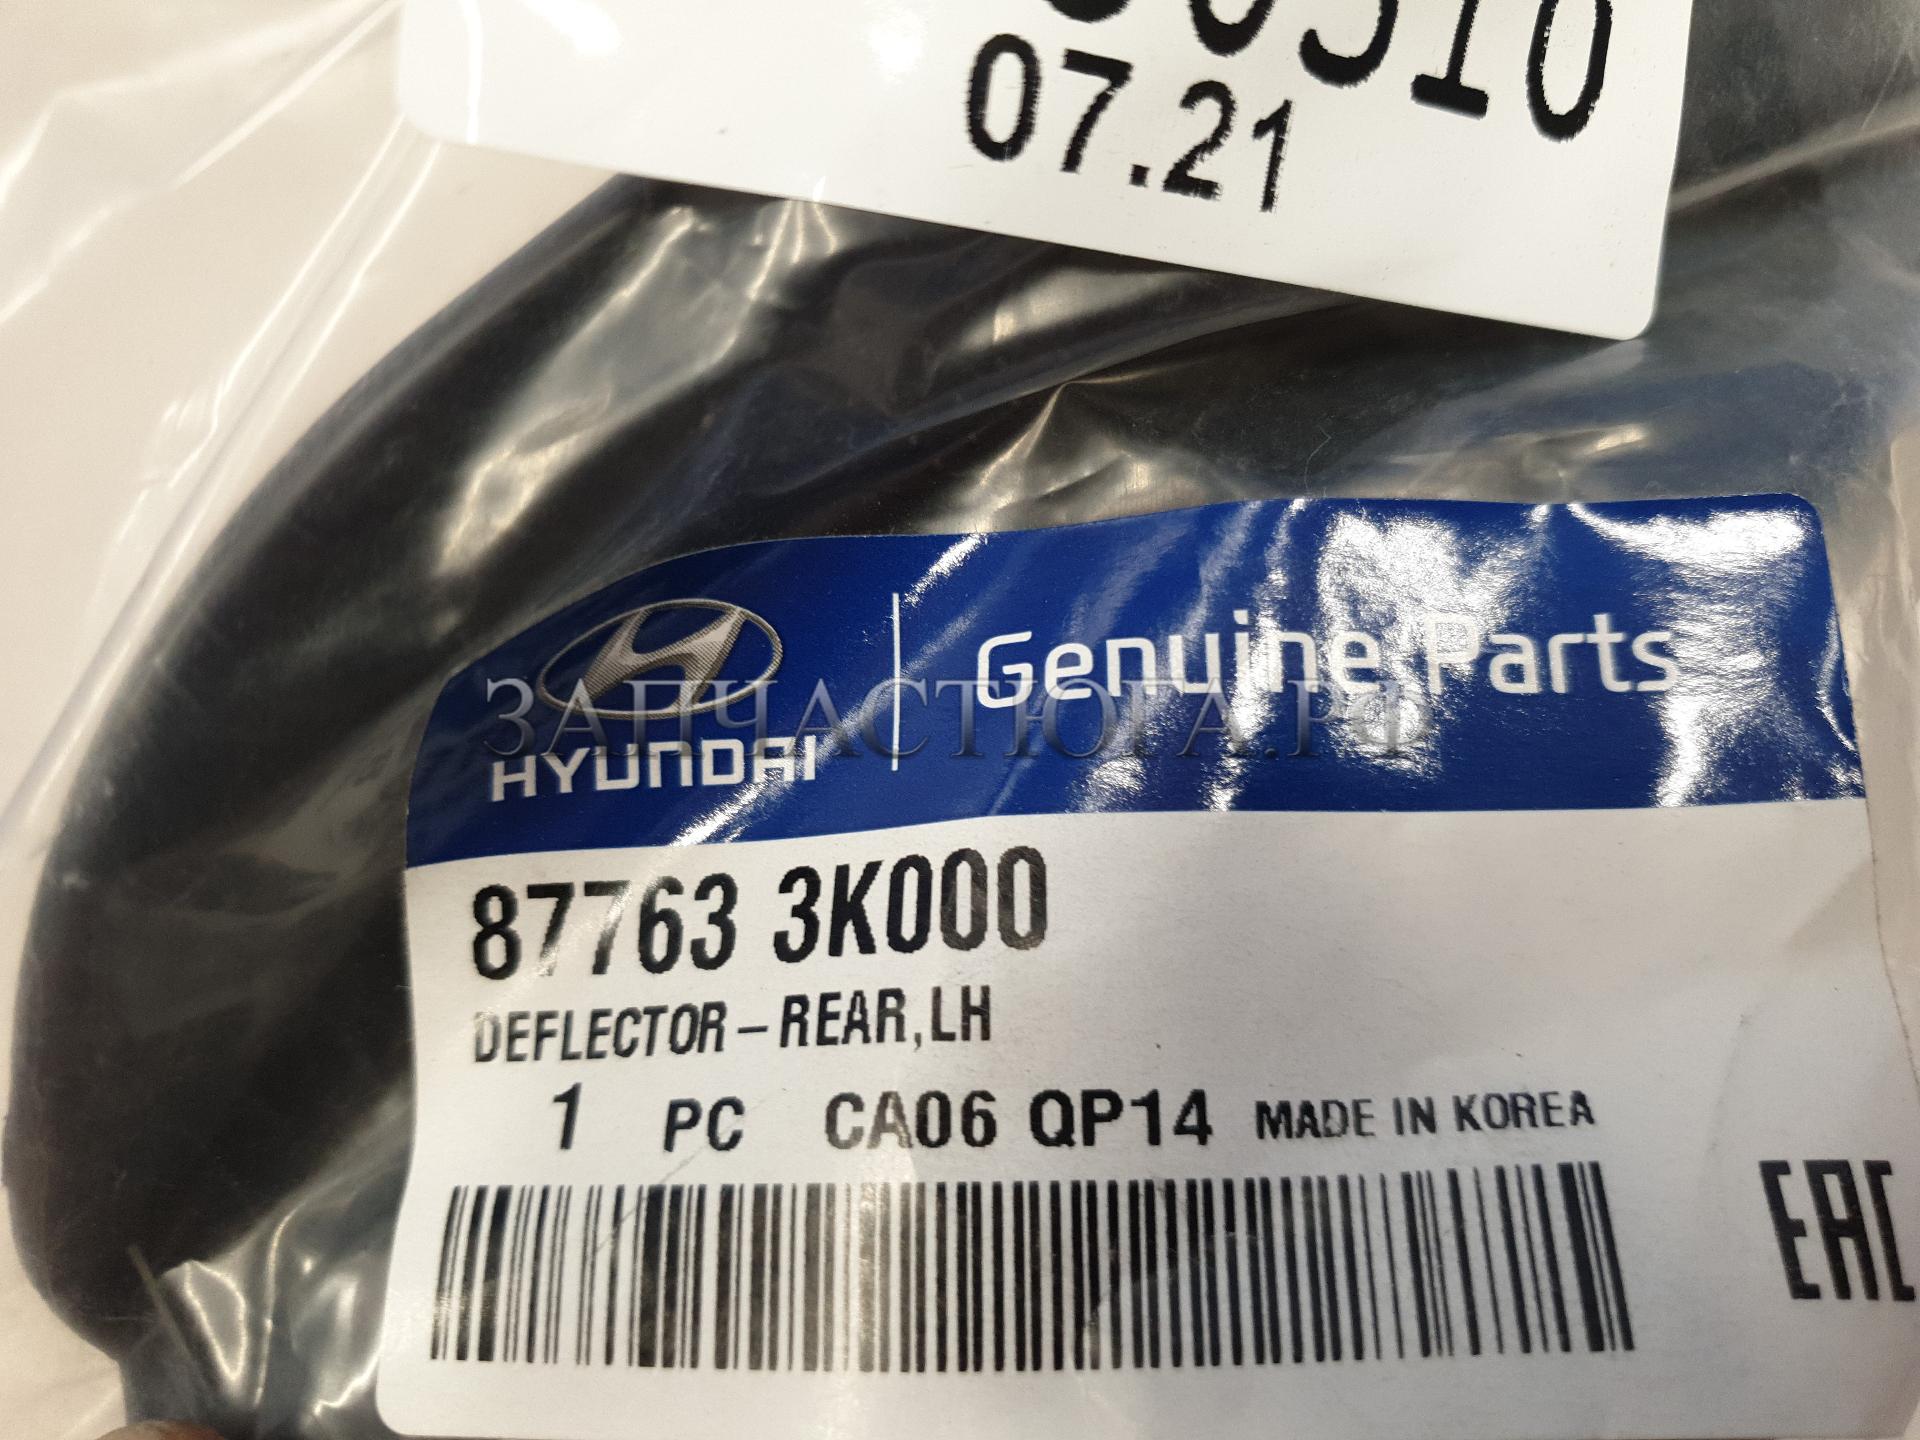 07.21
Genuine Parts
ЗАПЧАСТЮГА.РФ
HYUNDAI
87763 3K000
DEFLECTOR-REAR,LH
1 PC CA06 QP14 MADE IN KOREA
EAC